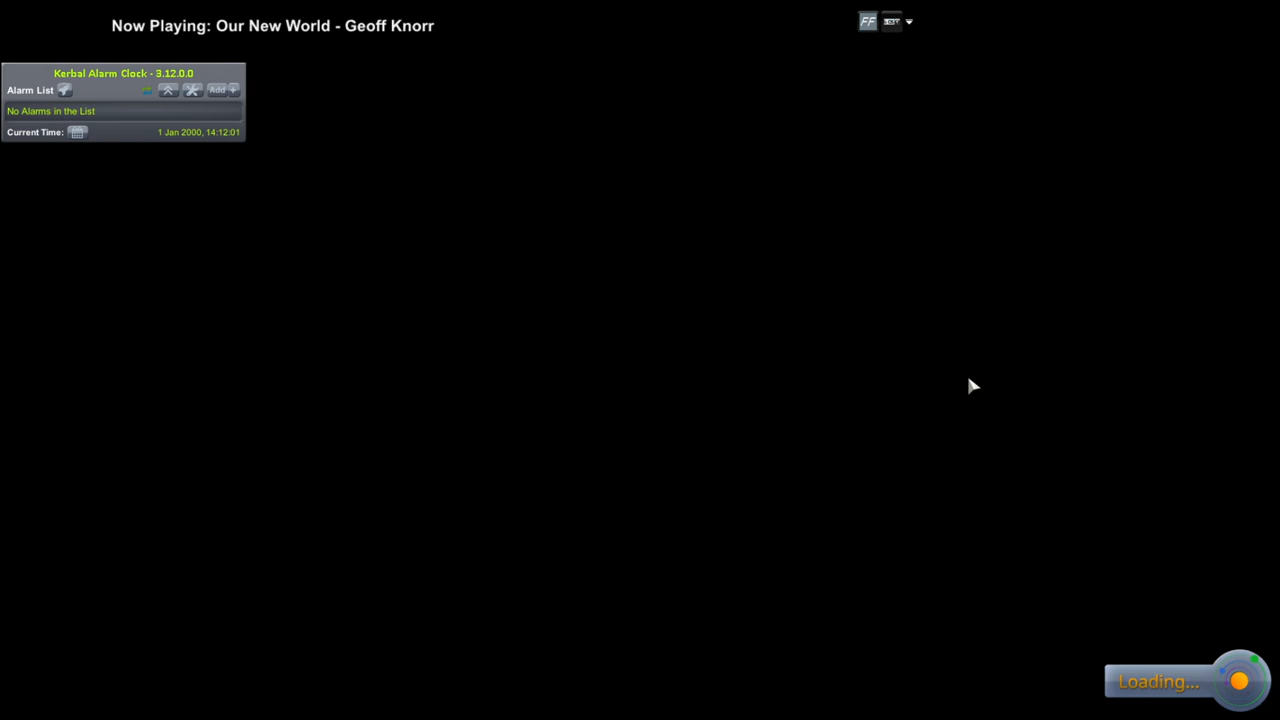 Now Playing: Our New World - Geoff Knorr
FF
Kerbal Alarm Clock - 3.12.0.0
Alarm List
Add +
No Alarms in the List
Current Time: 1 Jan 2000, 14:12:01
Loading...